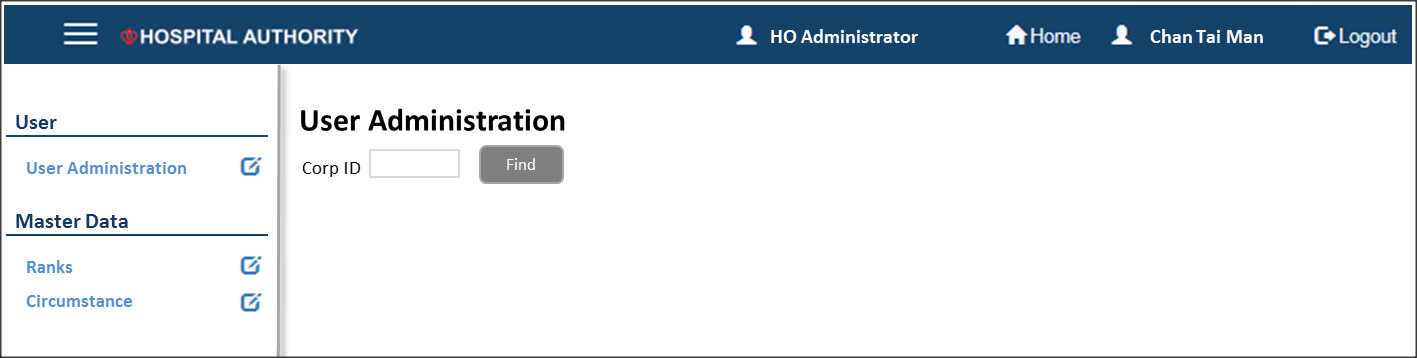 HOSPITAL AUTHORITY HO Administrator Home Chan Tai Man Logout
User
User Administration
Master Data
Ranks
Circumstance
User Administration
Corp ID Find